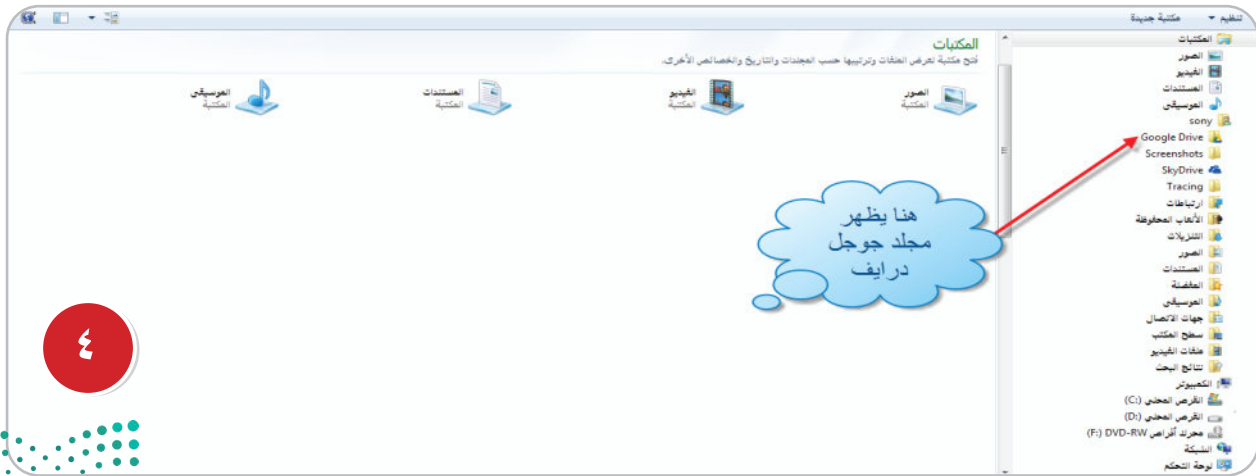 تنظيم
مكتبة جديدة
المكتبات
الصور
الفيديو
المستندات
الموسيقى
sony
Google Drive
Screenshots
SkyDrive
Tracing
ارتباطات
الألعاب المحفوظة
التنزيلات
الصور
المستندات
المفضلة
الموسيقى
جهات الاتصال
سطح المكتب
ملفات الفيديو
نتائج البحث
الكمبيوتر
القرص المحلي (C:)
القرص المحلي (D:)
محرك أقراص DVD-RW (F:)
الشبكة
لوحة التحكم
المكتبات
فتح مكتبة لعرض الملفات وترتيبها حسب المجلدات والتاريخ والخصائص الأخرى.
الصور
المكتبة
الفيديو
المكتبة
المستندات
المكتبة
الموسيقى
المكتبة
هنا يظهر
مجلد جوجل
درايف
٤